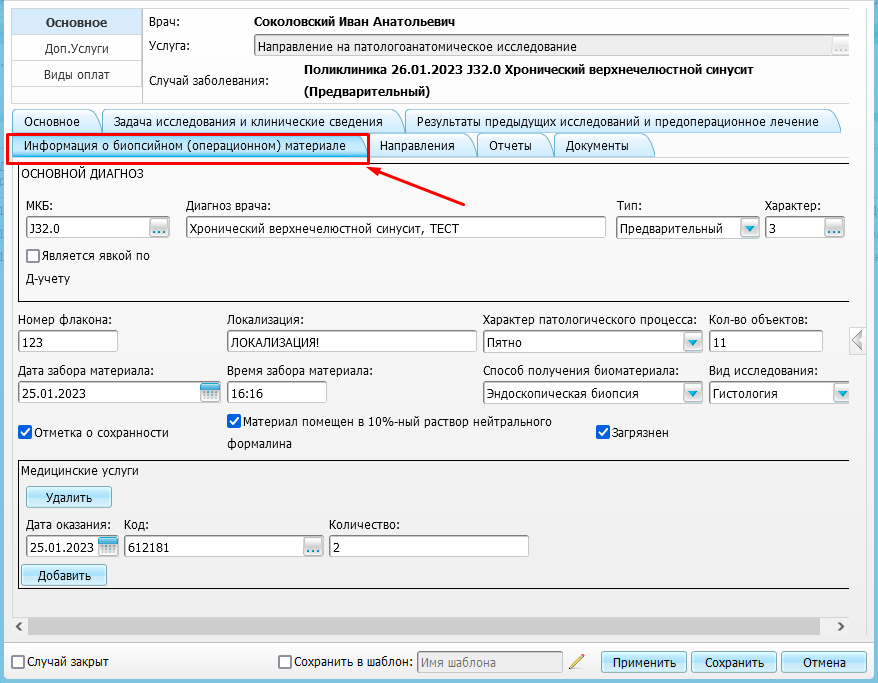 Основное
Доп.Услуги
Виды оплат
Врач: Соколовский Иван Анатольевич
Услуга: Направление на патологоанатомическое исследование ...
Случай заболевания: Поликлиника 26.01.2023 J32.0 Хронический верхнечелюстной синусит
(Предварительный)
Основное Задача исследования и клинические сведения Результаты предыдущих исследований и предоперационное лечение
Информация о биопсийном (операционном) материале Направления Отчеты Документы
ОСНОВНОЙ ДИАГНОЗ
МКБ: Диагноз врача: Тип: Характер:
J32.0 ... Хронический верхнечелюстной синусит, ТЕСТ Предварительный 3 ...
Является явкой по
Д-учету
Номер флакона: Локализация: Характер патологического процесса: Кол-во объектов:
123 ЛОКАЛИЗАЦИЯ! Пятно 11
Дата забора материала: Время забора материала: Способ получения биоматериала: Вид исследования:
25.01.2023 16:16 Эндоскопическая биопсия Гистология
Отметка о сохранности Материал помещен в 10%-ный раствор нейтрального
формалина
Загрязнен
Медицинские услуги
Удалить
Дата оказания: Код: Количество:
25.01.2023 612181 ... 2
Добавить
Случай закрыт Сохранить в шаблон: Имя шаблона Применить Сохранить Отмена